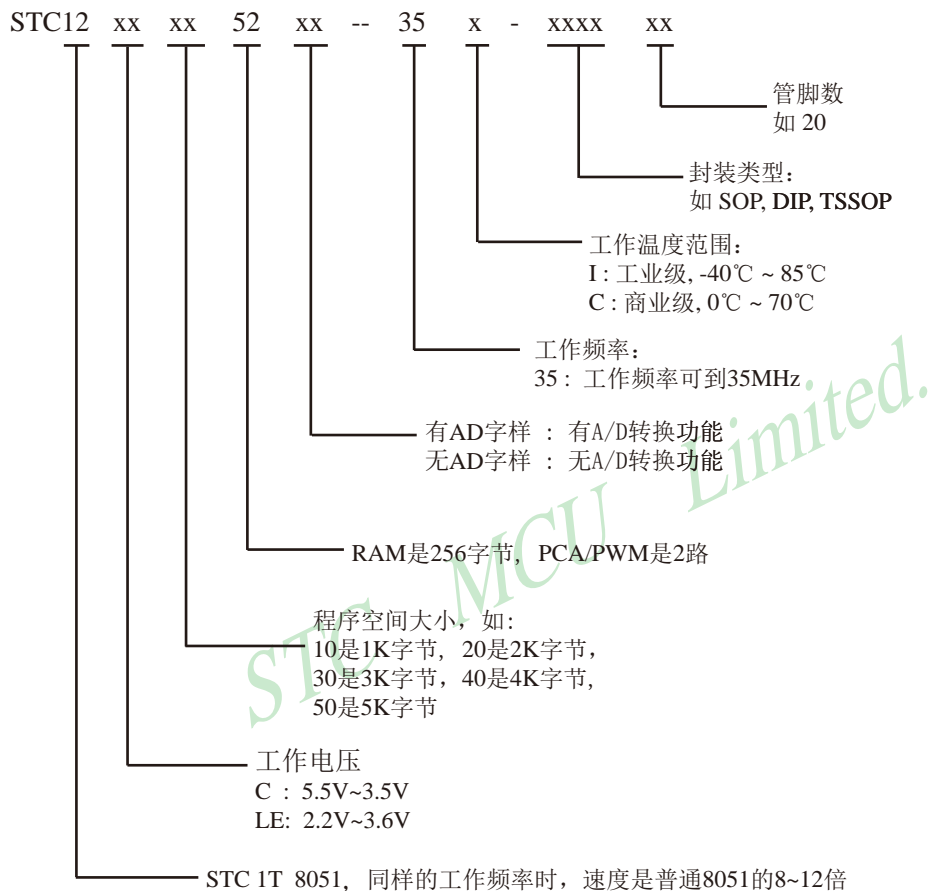 STC12 xx xx 52 xx -- 35 x - xxxx xx
管脚数
如 20
封装类型：
如 SOP, DIP, TSSOP
工作温度范围：
I : 工业级, -40℃ ~ 85℃
C : 商业级, 0℃ ~ 70℃
工作频率：
35 : 工作频率可到35MHz
有AD字样 : 有A/D转换功能
无AD字样 : 无A/D转换功能
RAM是256字节, PCA/PWM是2路
程序空间大小，如:
10是1K字节, 20是2K字节，
30是3K字节，40是4K字节,
50是5K字节
工作电压
C : 5.5V~3.5V
LE: 2.2V~3.6V
STC 1T 8051, 同样的工作频率时，速度是普通8051的8~12倍
STC MCU Limited.